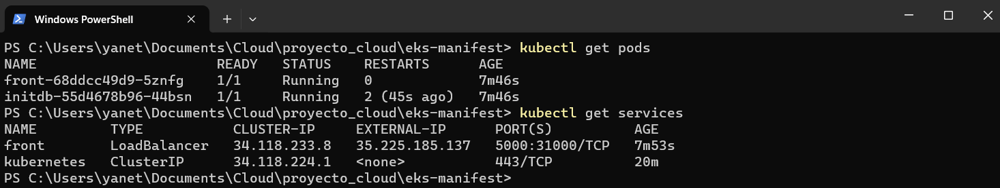 Windows PowerShell
PS C:\Users\yanet\Documents\Cloud\proyecto_cloud\eks-manifest> kubectl get pods
NAME                      READY   STATUS    RESTARTS      AGE
front-68ddcc49d9-5znfg    1/1     Running   0             7m46s
initdb-55d4678b96-44bsn   1/1     Running   2 (45s ago)   7m46s
PS C:\Users\yanet\Documents\Cloud\proyecto_cloud\eks-manifest> kubectl get services
NAME         TYPE           CLUSTER-IP     EXTERNAL-IP      PORT(S)          AGE
front        LoadBalancer   34.118.233.8   35.225.185.137   5000:31000/TCP   7m53s
kubernetes   ClusterIP      34.118.224.1   <none>           443/TCP          20m
PS C:\Users\yanet\Documents\Cloud\proyecto_cloud\eks-manifest>